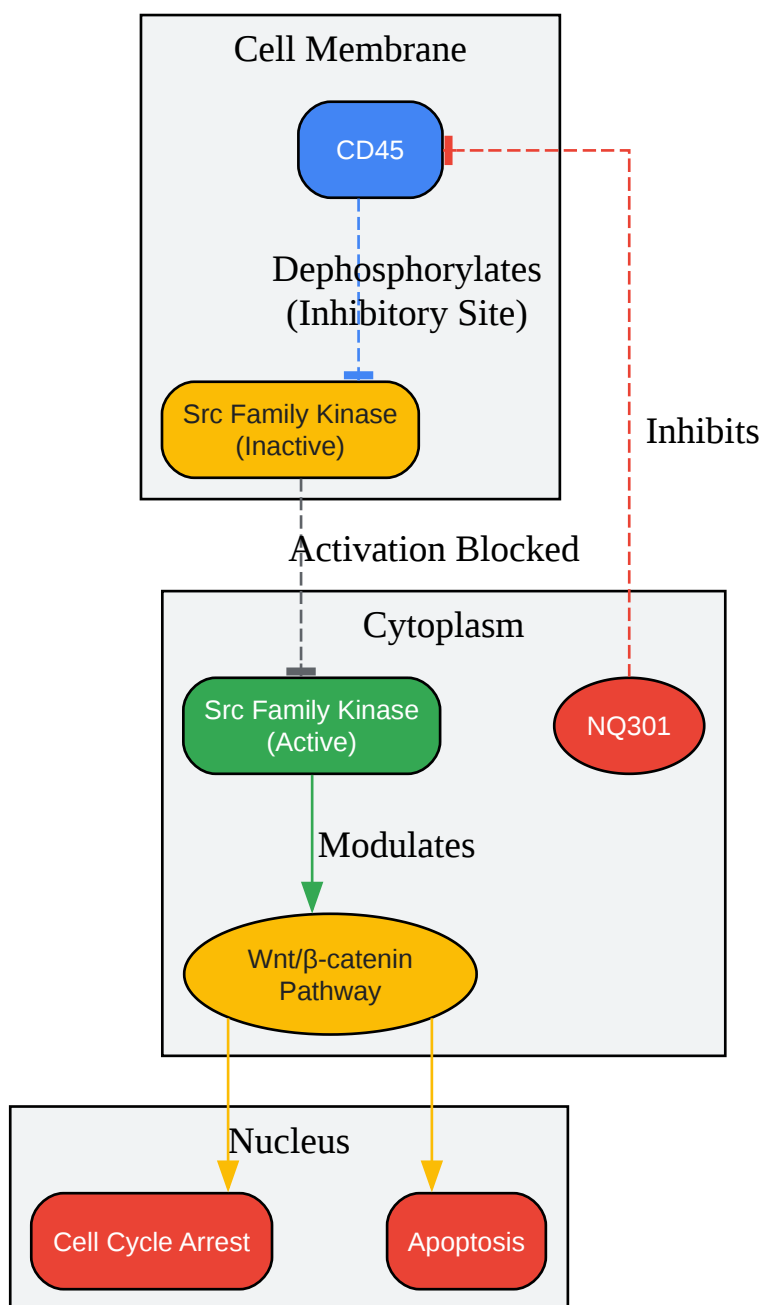 Cell Membrane
CD45
Dephosphorylates
(Inhibitory Site)
Src Family Kinase
(Inactive)
Inhibits
Activation Blocked
Cytoplasm
Src Family Kinase
(Active)
NQ301
Modulates
Wnt/β-catenin
Pathway
Nucleus
Cell Cycle Arrest
Apoptosis